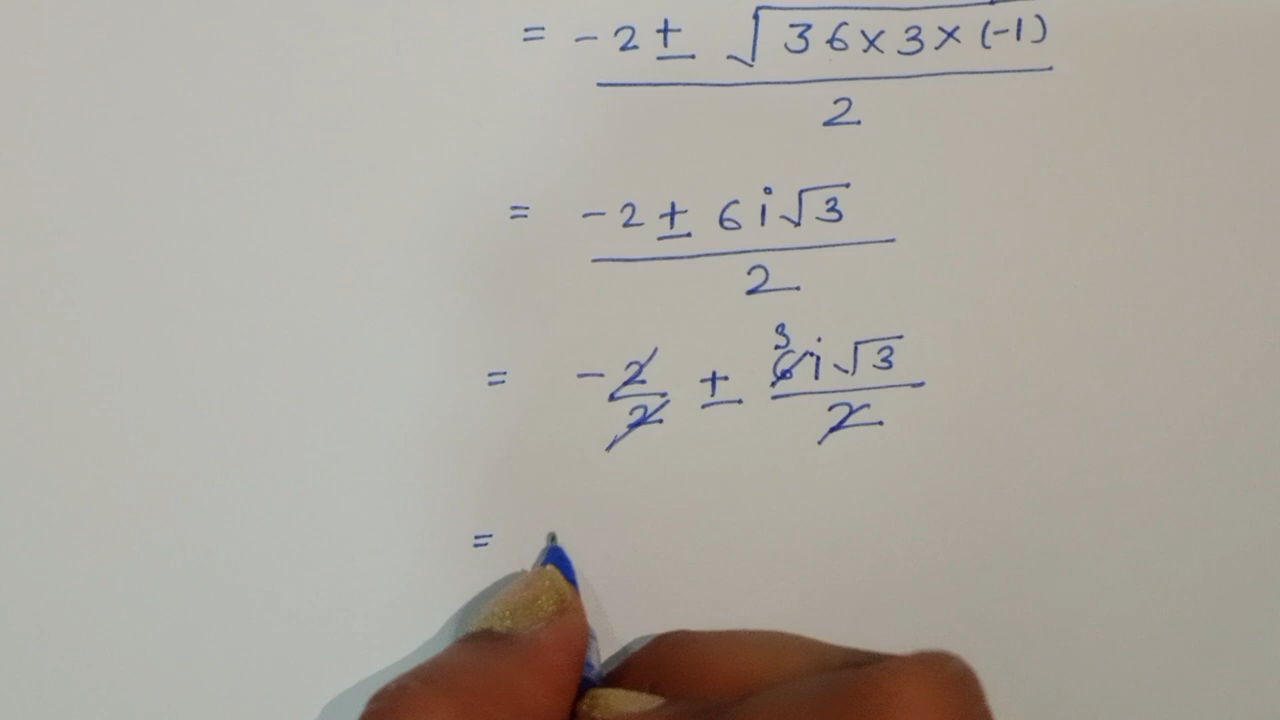 = -2 ± √36×3×(-1)
2
= -2 ± 6i√3
2
3
= -2 ± 6i√3
2 2
=